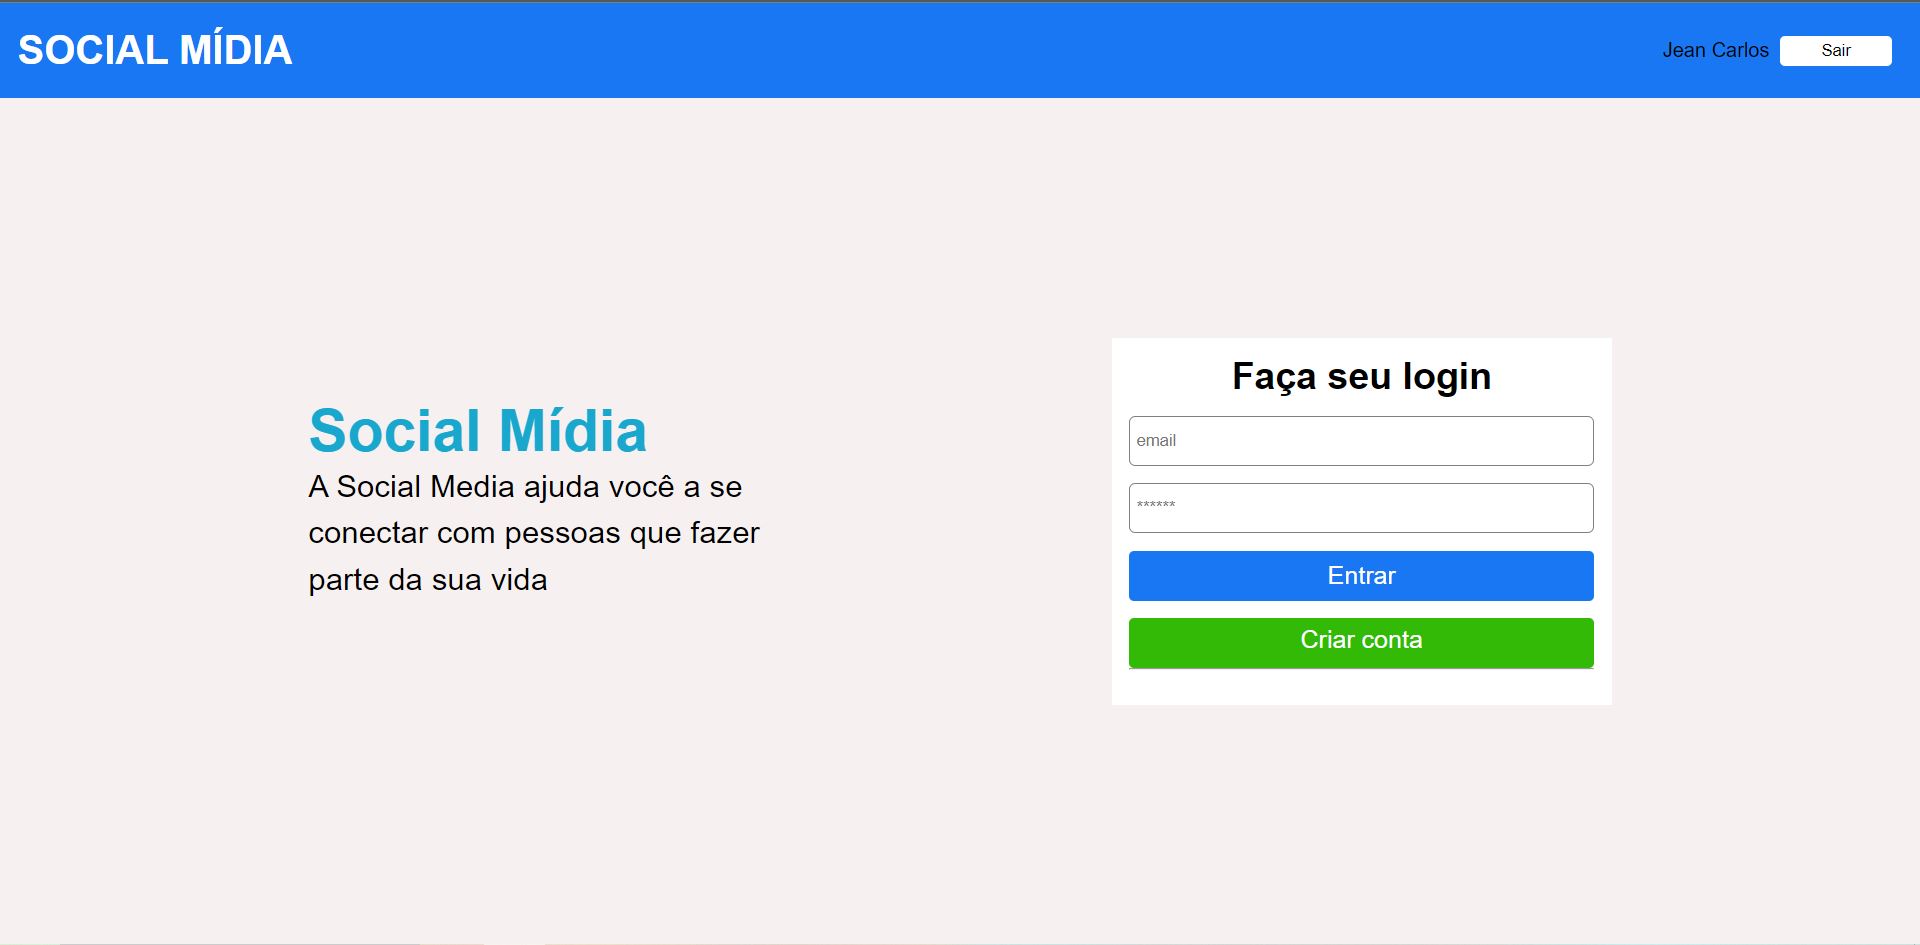 SOCIAL MÍDIA
Jean Carlos
Sair
Social Mídia
A Social Media ajuda você a se
conectar com pessoas que fazer
parte da sua vida
Faça seu login
email
******
Entrar
Criar conta